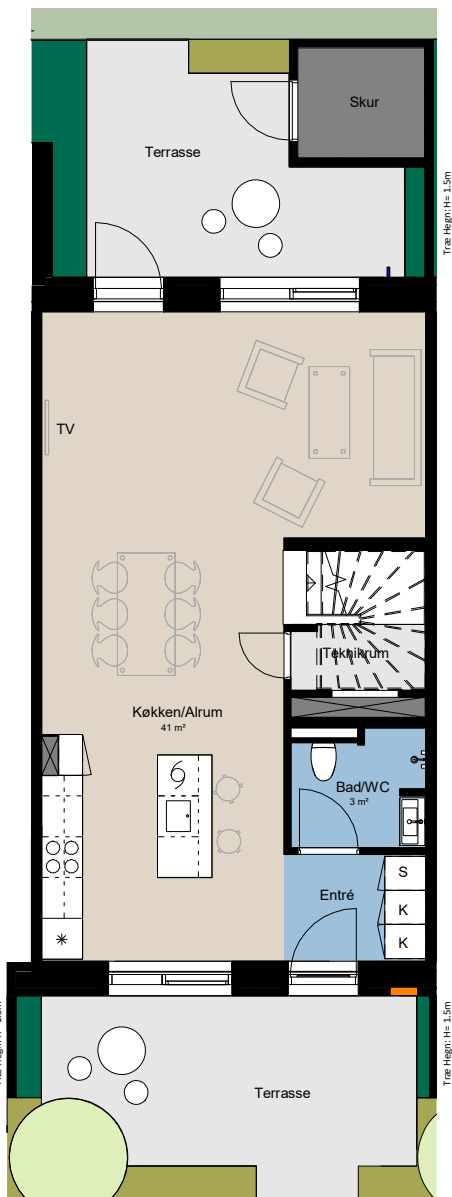 Skur
Terrasse
Træ Hegn: H= 1.5m
TV
Teknikrum
Køkken/Alrum
41 m²
Bad/WC
3 m²
S
Entré
K
K
Træ Hegn: H= 1.5m
Terrasse